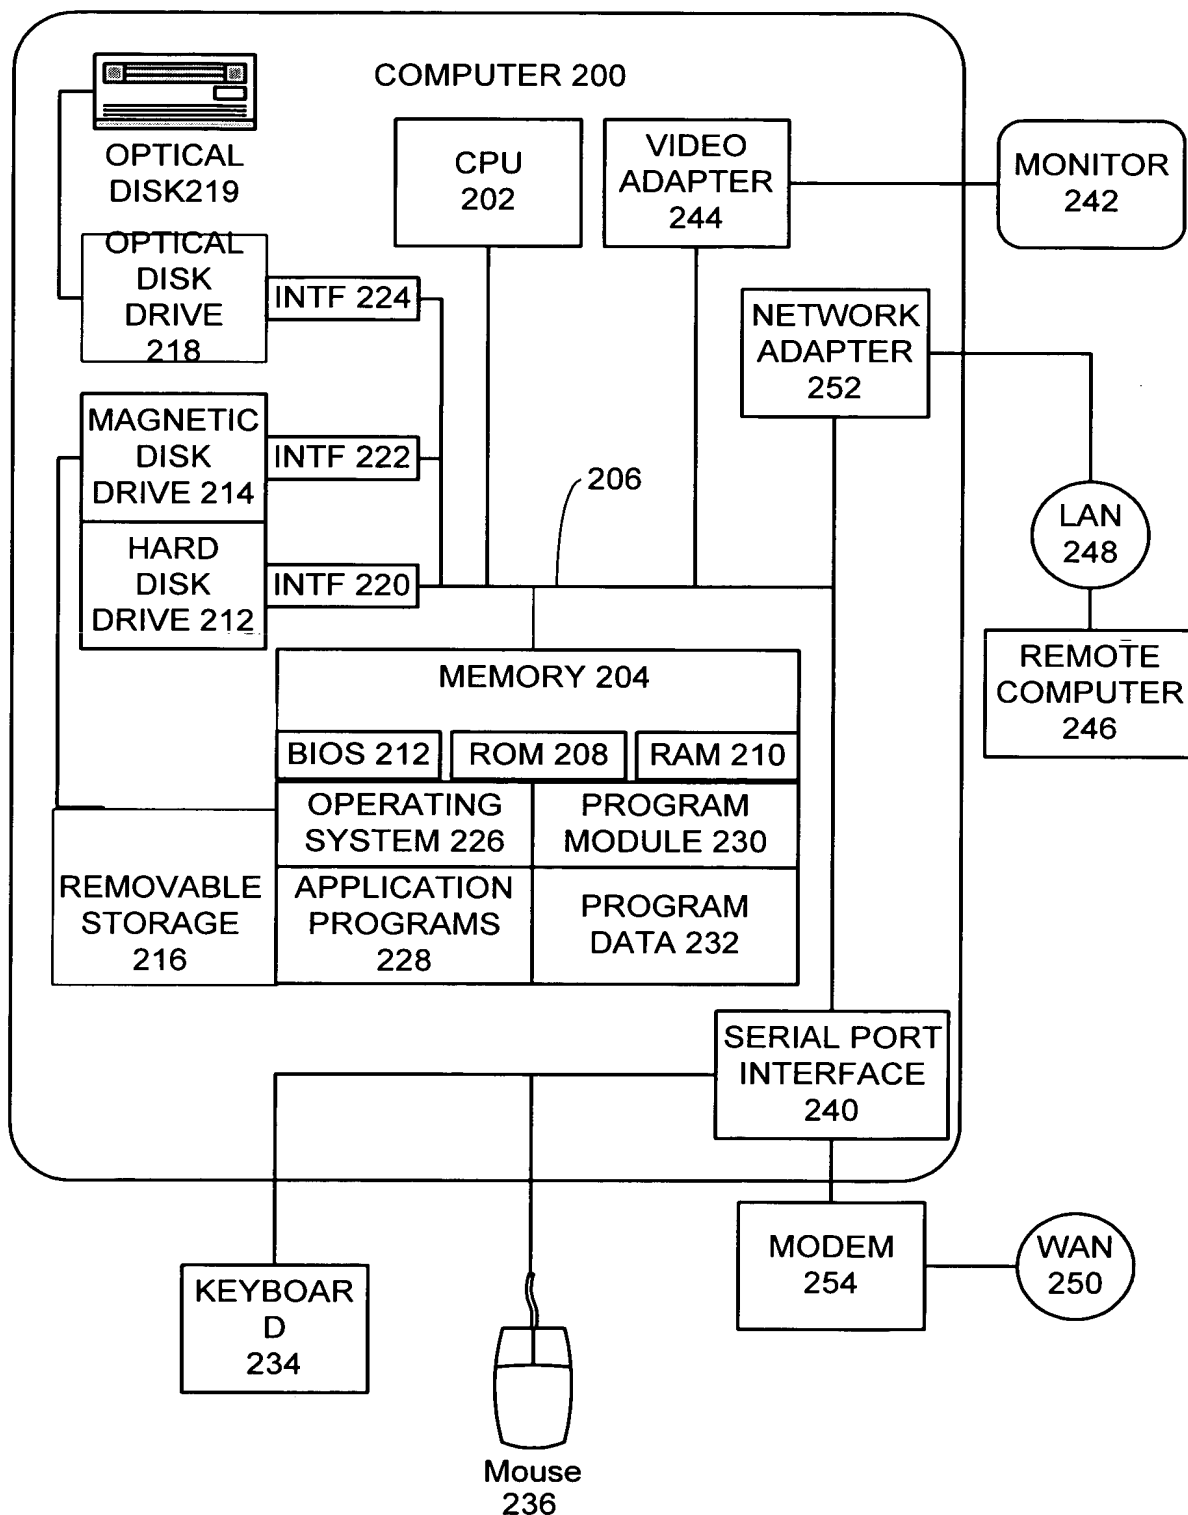 COMPUTER 200
OPTICAL
DISK219
CPU
202
VIDEO
ADAPTER
244
MONITOR
242
OPTICAL
DISK
DRIVE
218
INTF 224
NETWORK
ADAPTER
252
MAGNETIC
DISK
DRIVE 214
INTF 222
206
LAN
248
HARD
DISK
DRIVE 212
INTF 220
REMOTE
COMPUTER
246
MEMORY 204
BIOS 212
ROM 208
RAM 210
OPERATING
SYSTEM 226
PROGRAM
MODULE 230
REMOVABLE
STORAGE
216
APPLICATION
PROGRAMS
228
PROGRAM
DATA 232
SERIAL PORT
INTERFACE
240
KEYBOAR
D
234
Mouse
236
MODEM
254
WAN
250